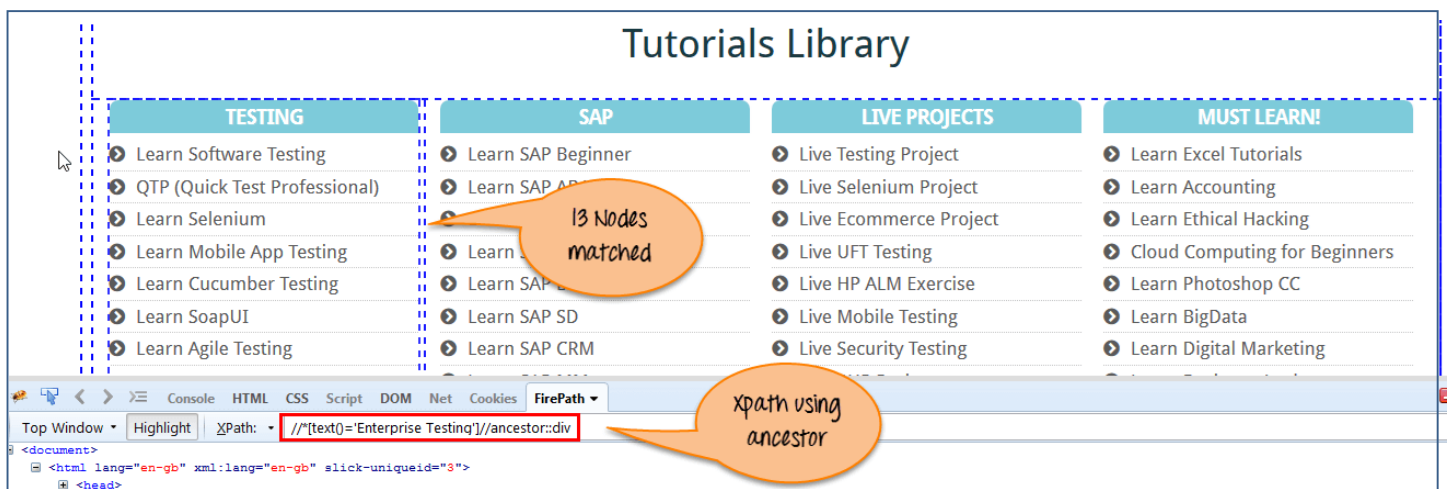 Tutorials Library
TESTING
Learn Software Testing
QTP (Quick Test Professional)
Learn Selenium
Learn Mobile App Testing
Learn Cucumber Testing
Learn SoapUI
Learn Agile Testing
SAP
Learn SAP Beginner
Learn SAP
Learn
Learn SAP
Learn SAP SD
Learn SAP CRM
13 Nodes
matched
LIVE PROJECTS
Live Testing Project
Live Selenium Project
Live Ecommerce Project
Live UFT Testing
Live HP ALM Exercise
Live Mobile Testing
Live Security Testing
MUST LEARN!
Learn Excel Tutorials
Learn Accounting
Learn Ethical Hacking
Cloud Computing for Beginners
Learn Photoshop CC
Learn BigData
Learn Digital Marketing
Xpath using
ancestor
Console HTML CSS Script DOM Net Cookies FirePath
Top Window Highlight XPath: //*[text()='Enterprise Testing']//ancestor::div
<document>
<html lang="en-gb" xml:lang="en-gb" slick-uniqueid="3">
<head>